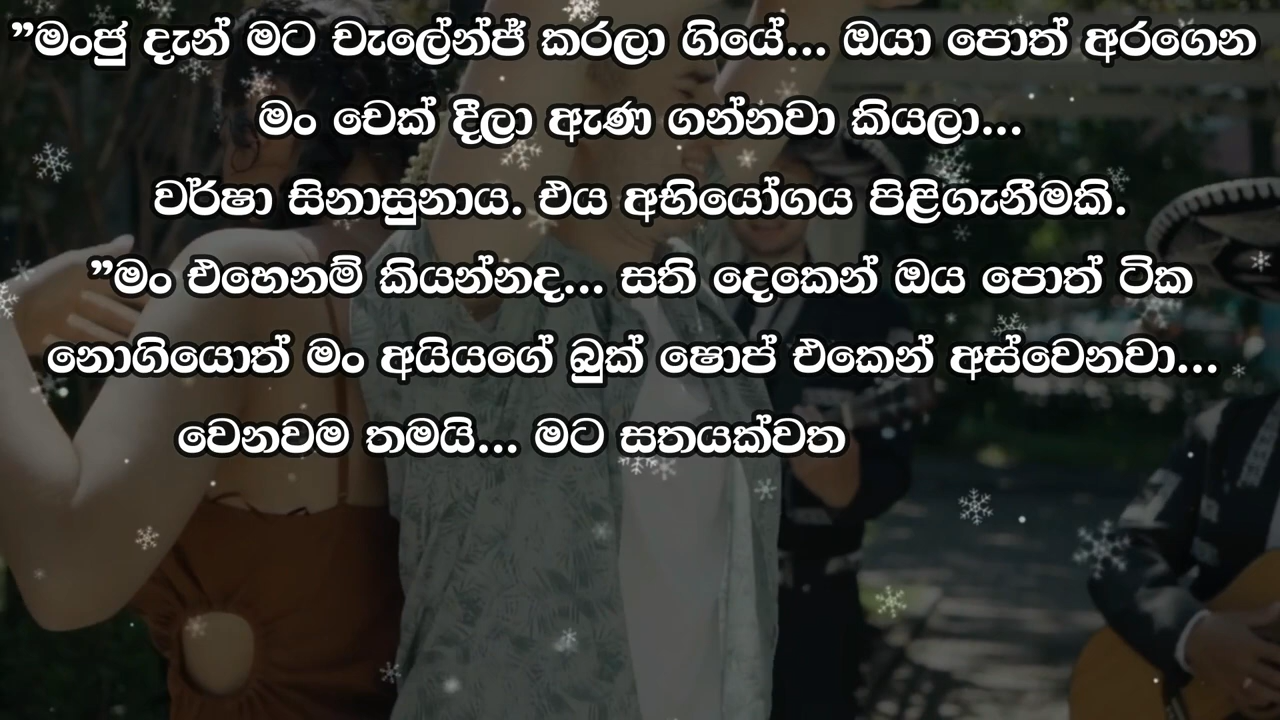 ”මංජු දැන් මට චැලේන්ජ් කරලා ගියේ... ඔයා පොත් අරගෙන
මං චෙක් දීලා ඇණ ගන්නවා කියලා...
වර්ෂා සිනාසුනාය. එය අභියෝගය පිළිගැනීමකි.
”මං එහෙනම් කියන්නද... සති දෙකෙන් ඔය පොත් ටික
නොගියොත් මං අයියගේ බුක් ෂොප් එකෙන් අස්වෙනවා...
වෙනවම තමයි... මට සතයක්වත